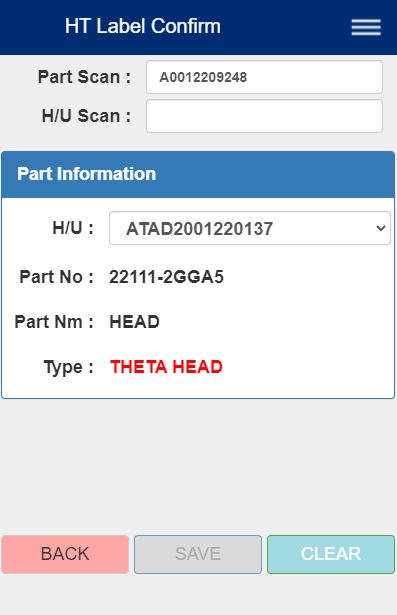 HT Label Confirm
Part Scan : A0012209248
H/U Scan :
Part Information
H/U : ATAD2001220137
Part No : 22111-2GGA5
Part Nm : HEAD
Type : THETA HEAD
BACK SAVE CLEAR